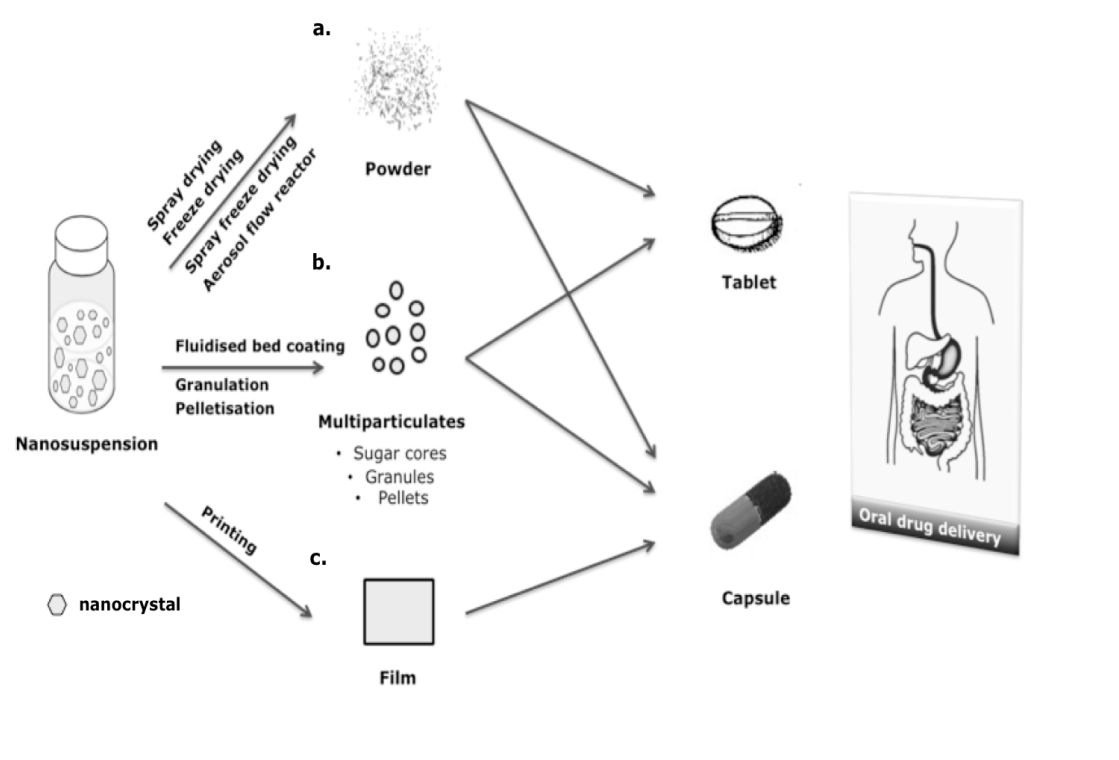 a.
Spray drying
Freeze drying
Spray freeze drying
Aerosol flow reactor
Powder
b.
Fluidised bed coating
Granulation
Pelletisation
Multiparticulates
• Sugar cores
• Granules
• Pellets
Nanosuspension
Printing
c.
Film
nanocrystal
Tablet
Capsule
Oral drug delivery